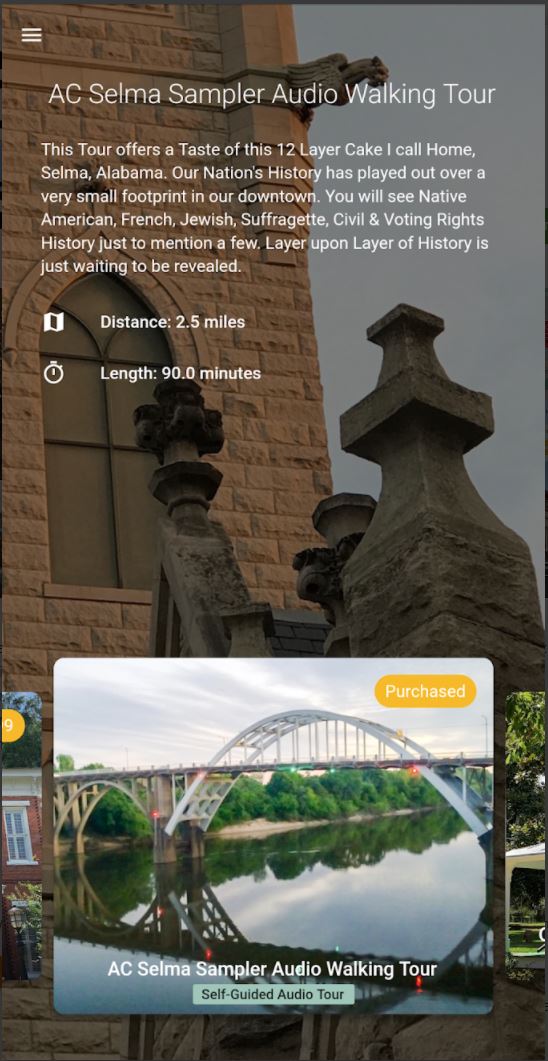 AC Selma Sampler Audio Walking Tour
This Tour offers a Taste of this 12 Layer Cake I call Home,
Selma, Alabama. Our Nation's History has played out over a
very small footprint in our downtown. You will see Native
American, French, Jewish, Suffragette, Civil & Voting Rights
History just to mention a few. Layer upon Layer of History is
just waiting to be revealed.
Distance: 2.5 miles
Length: 90.0 minutes
Purchased
9
AC Selma Sampler Audio Walking Tour
Self-Guided Audio Tour